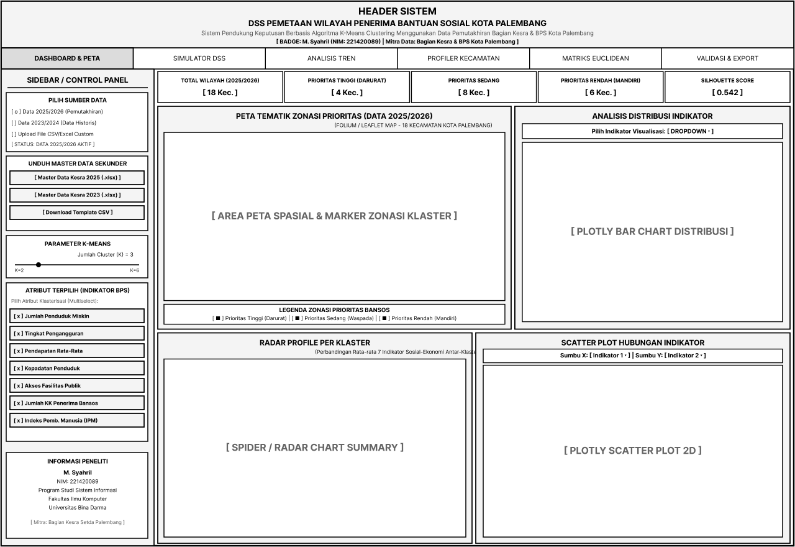 HEADER SISTEM
DSS PEMETAAN WILAYAH PENERIMA BANTUAN SOSIAL KOTA PALEMBANG
Sistem Pendukung Keputusan Berbasis Algoritma K-Means Clustering Menggunakan Data Pemutakhiran Bagian Kesra & BPS Kota Palembang
[ BADGE: M. Syahril (NIM: 221420089) | Mitra Data: Bagian Kesra & BPS Kota Palembang ]
DASHBOARD & PETA
SIMULATOR DSS
ANALISIS TREN
PROFILER KECAMATAN
MATRIKS EUCLIDEAN
VALIDASI & EXPORT
SIDEBAR / CONTROL PANEL
PILIH SUMBER DATA
[ o ] Data 2025/2026 (Pemutakhiran)
[ ] Data 2023/2024 (Data Historis)
[ ] Upload File CSV/Excel Custom
[ STATUS: DATA 2025/2026 AKTIF ]
UNDUH MASTER DATA SEKUNDER
[ Master Data Kesra 2025 (.xlsx) ]
[ Master Data Kesra 2023 (.xlsx) ]
[ Download Template CSV ]
PARAMETER K-MEANS
Jumlah Cluster (K) = 3
K=2
K=6
ATRIBUT TERPILIH (INDIKATOR BPS)
Pilih Atribut Klasterisasi (Multiselect):
[ x ] Jumlah Penduduk Miskin
[ x ] Tingkat Pengangguran
[ x ] Pendapatan Rata-Rata
[ x ] Kepadatan Penduduk
[ x ] Akses Fasilitas Publik
[ x ] Jumlah KK Penerima Bansos
[ x ] Indeks Pemb. Manusia (IPM)
INFORMASI PENELITI
M. Syahril
NIM: 221420089
Program Studi Sistem Informasi
Fakultas Ilmu Komputer
Universitas Bina Darma
[ Mitra: Bagian Kesra Setda Palembang ]
TOTAL WILAYAH (2025/2026)
[ 18 Kec. ]
PRIORITAS TINGGI (DARURAT)
[ 4 Kec. ]
PRIORITAS SEDANG
[ 8 Kec. ]
PRIORITAS RENDAH (MANDIRI)
[ 6 Kec. ]
SILHOUETTE SCORE
[ 0.542 ]
PETA TEMATIK ZONASI PRIORITAS (DATA 2025/2026)
(FOLIUM / LEAFLET MAP - 18 KECAMATAN KOTA PALEMBANG)
[ AREA PETA SPASIAL & MARKER ZONASI KLASTER ]
LEGENDA ZONASI PRIORITAS BANSOS
[ ■ ] Prioritas Tinggi (Darurat) | [ ■ ] Prioritas Sedang (Waspada) | [ ■ ] Prioritas Rendah (Mandiri)
ANALISIS DISTRIBUSI INDIKATOR
Pilih Indikator Visualisasi: [ DROPDOWN ▾ ]
[ PLOTLY BAR CHART DISTRIBUSI ]
RADAR PROFILE PER KLASTER
(Perbandingan Rata-rata 7 Indikator Sosial-Ekonomi Antar-Klaster
[ SPIDER / RADAR CHART SUMMARY ]
SCATTER PLOT HUBUNGAN INDIKATOR
Sumbu X: [ Indikator 1 ▾ ] | Sumbu Y: [ Indikator 2 ▾ ]
[ PLOTLY SCATTER PLOT 2D ]